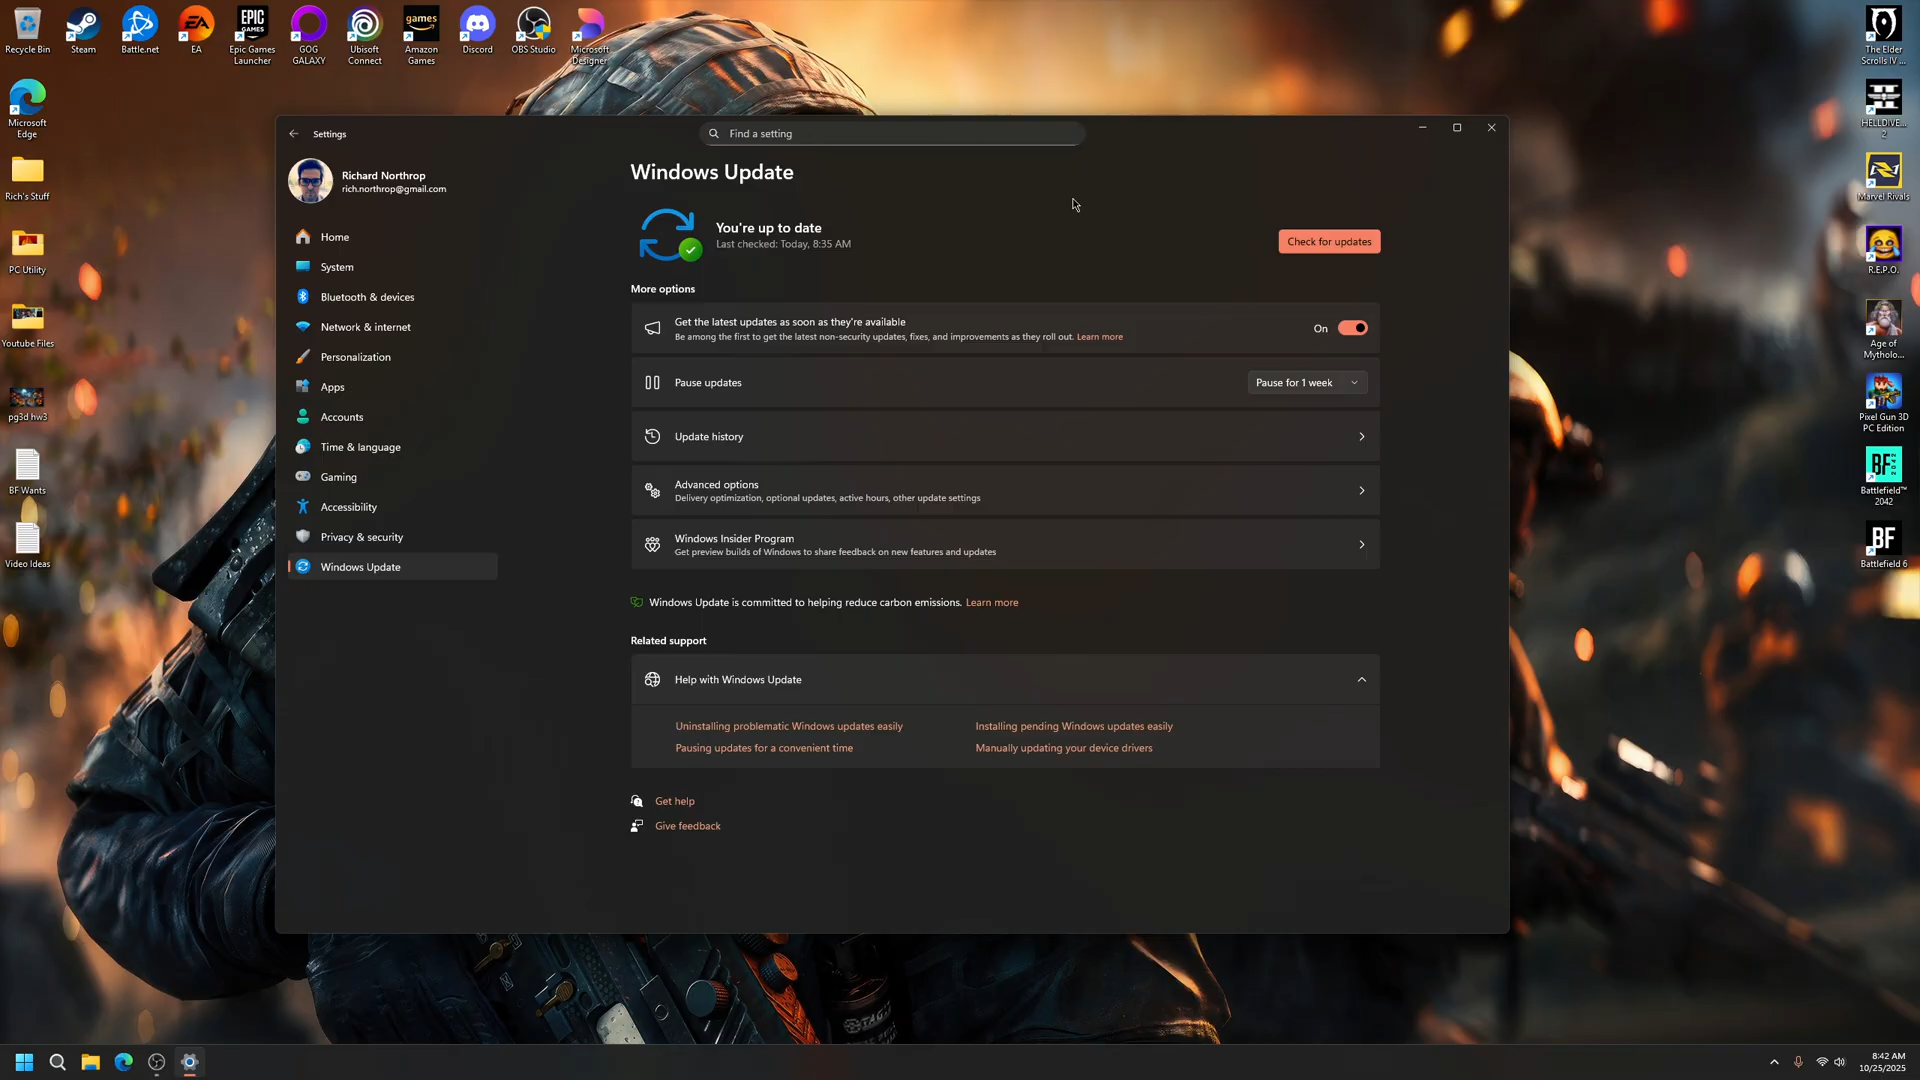 Recycle Bin
Steam
Battle.net
EA
EPIC
GAMES
Epic Games
Launcher
GOG
GALAXY
Ubisoft
Connect
games
Amazon
Games
Discord
OBS Studio
Microsoft
Designer
Microsoft
Edge
Rich's Stuff
PC Utility
Youtube Files
pg3d hw3
BF Wants
Video Ideas
The Elder
Scrolls IV ...
HELLDIVE...
2
Marvel Rivals
R.E.P.O.
Age of
Mytholo...
Pixel Gun 3D
PC Edition
BF
2042
Battlefield™
2042
BF
Battlefield 6
Settings
Find a setting
Richard Northrop
rich.northrop@gmail.com
Home
System
Bluetooth & devices
Network & internet
Personalization
Apps
Accounts
Time & language
Gaming
Accessibility
Privacy & security
Windows Update
Windows Update
You're up to date
Last checked: Today, 8:35 AM
Check for updates
More options
Get the latest updates as soon as they're available
Be among the first to get the latest non-security updates, fixes, and improvements as they roll out. Learn more
On
Pause updates
Pause for 1 week
Update history
Advanced options
Delivery optimization, optional updates, active hours, other update settings
Windows Insider Program
Get preview builds of Windows to share feedback on new features and updates
Windows Update is committed to helping reduce carbon emissions. Learn more
Related support
Help with Windows Update
Uninstalling problematic Windows updates easily
Installing pending Windows updates easily
Pausing updates for a convenient time
Manually updating your device drivers
Get help
Give feedback
8:42 AM
10/25/2025